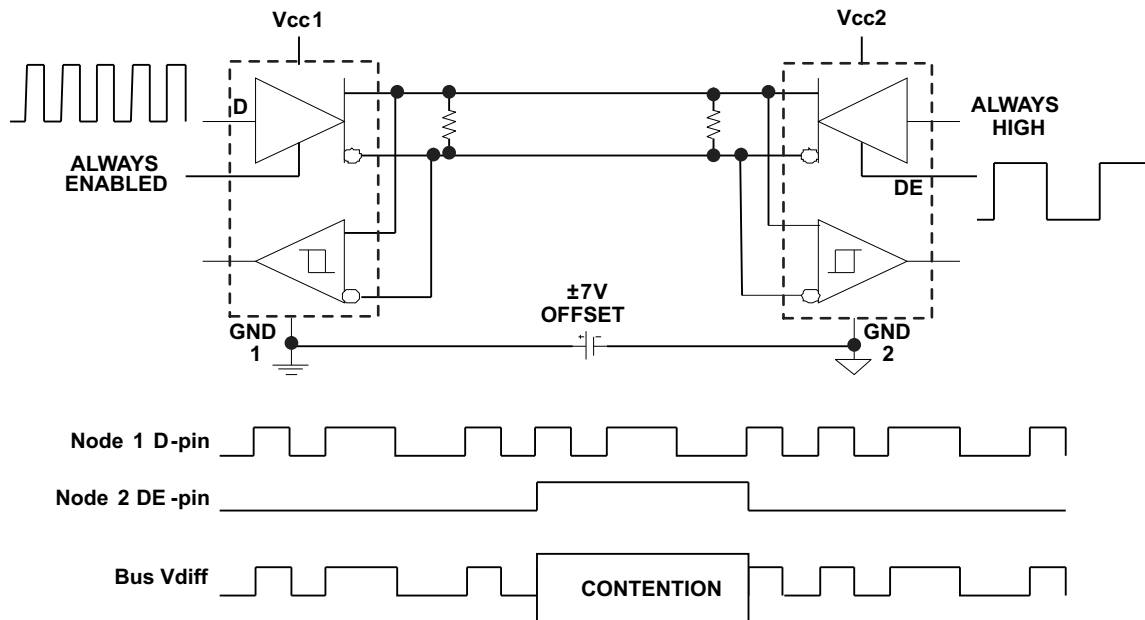 Vcc1
Vcc2
D
ALWAYS
ENABLED
ALWAYS
HIGH
DE
±7V
OFFSET
GND
1
GND
2
Node 1 D-pin
Node 2 DE-pin
Bus Vdiff
CONTENTION